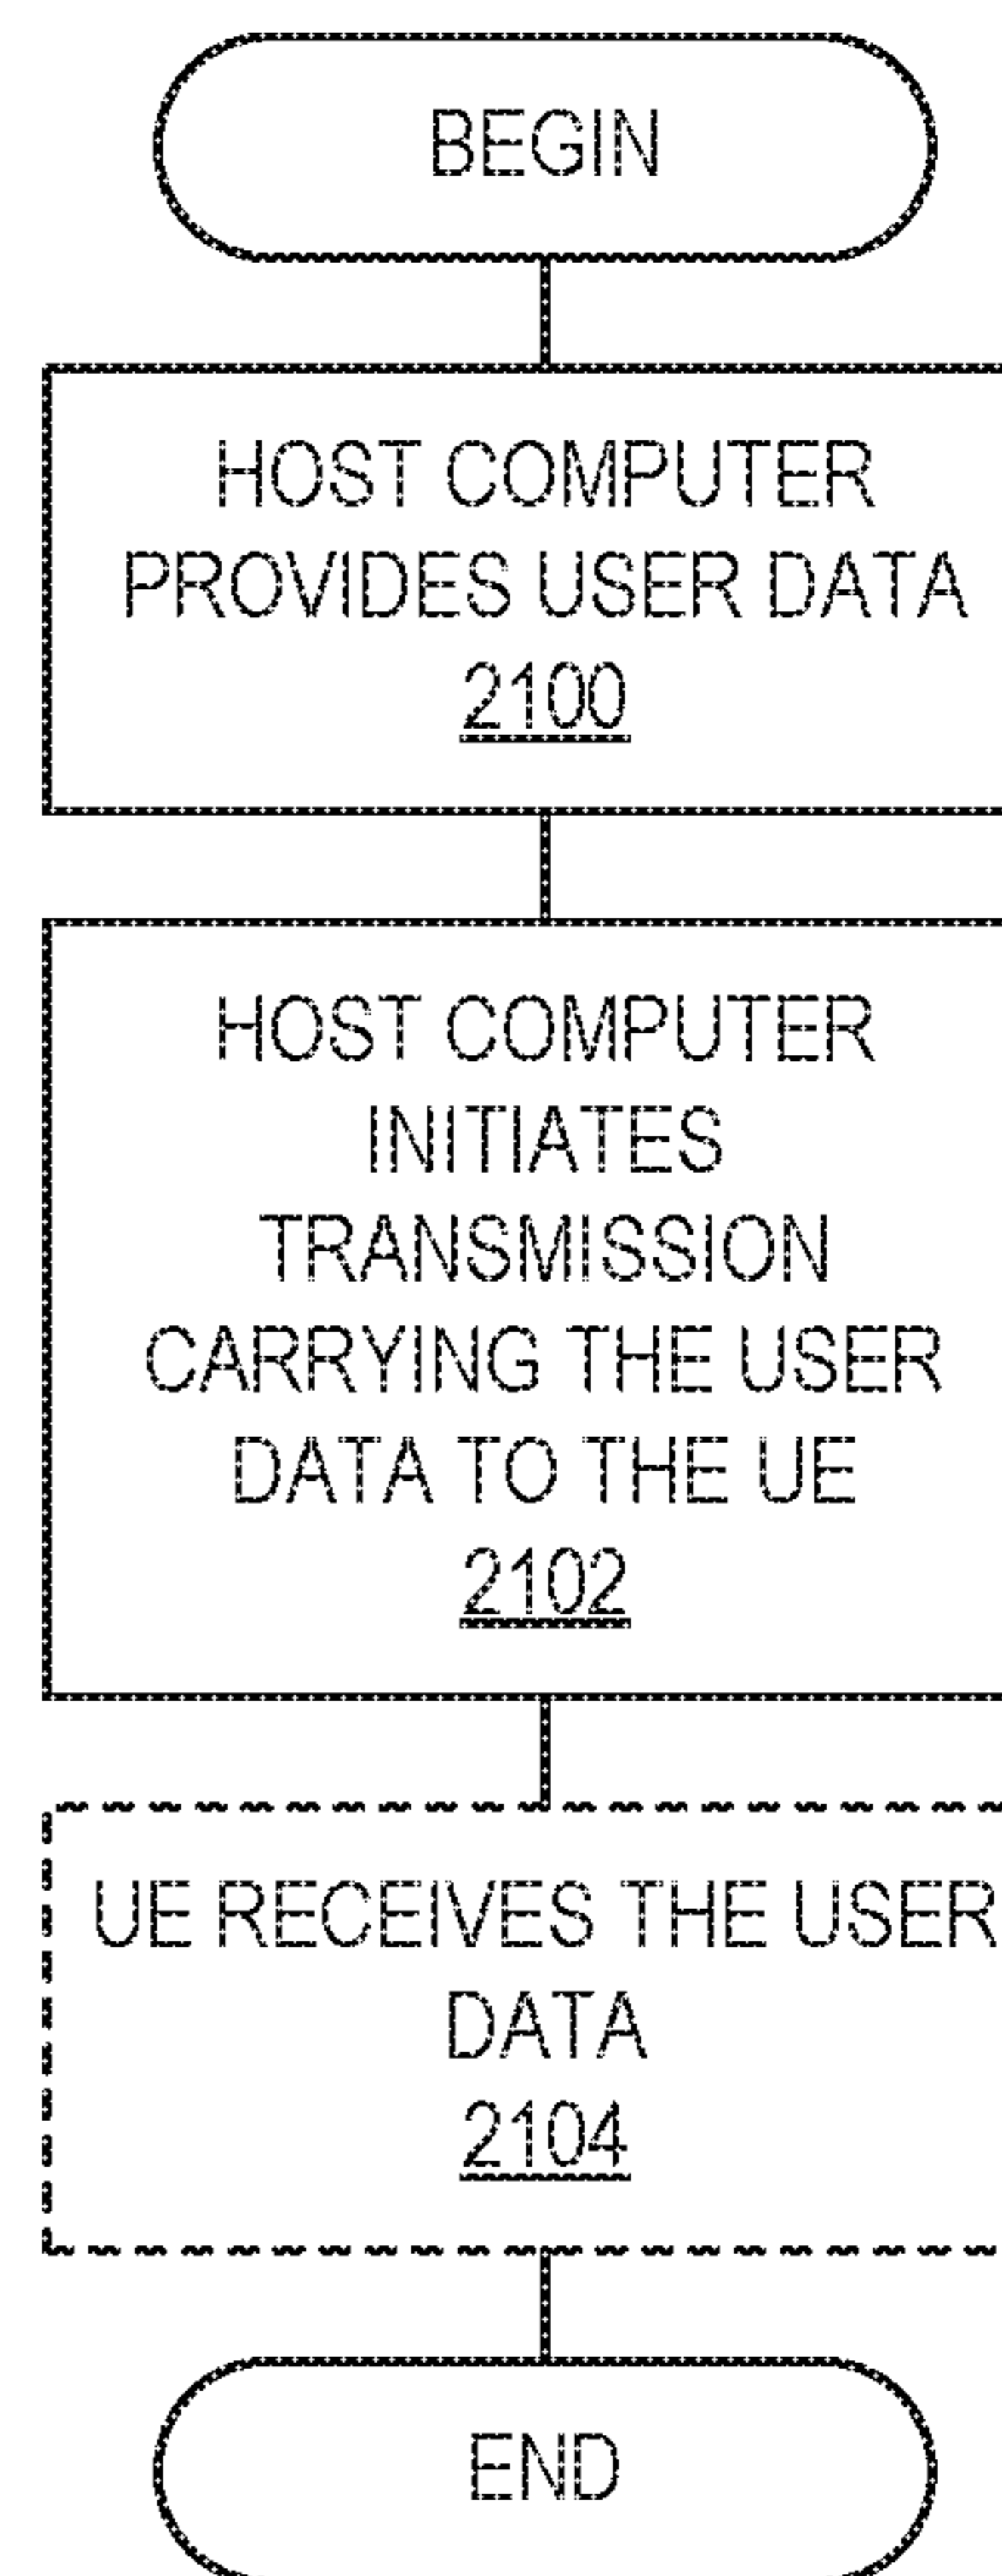 BEGIN
HOST COMPUTER
PROVIDES USER DATA
2100
HOST COMPUTER
INITIATES
TRANSMISSION
CARRYING THE USER
DATA TO THE UE
2102
UE RECEIVES THE USER
DATA
2104
END